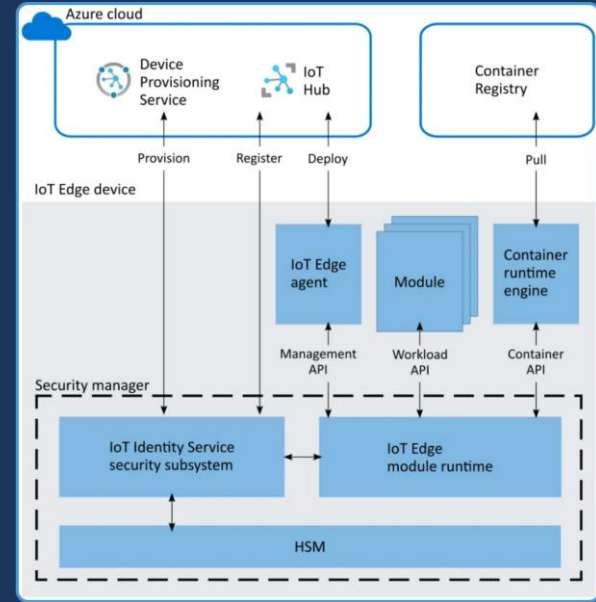 Azure cloud
Device
Provisioning
Service
IoT
Hub
Container
Registry
Provision
Register
Deploy
Pull
IoT Edge device
IoT Edge
agent
Module
Container
runtime
engine
Management
API
Workload
API
Container
API
Security manager
IoT Identity Service
security subsystem
IoT Edge
module runtime
HSM